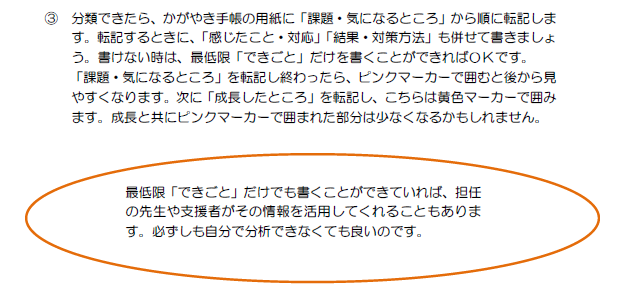 ③ 分類できたら、かがやき手帳の用紙に「課題・気になるところ」から順に転記しま
す。転記するときに、「感じたこと・対応」「結果・対策方法」も併せて書きましょ
う。書けない時は、最低限「できごと」だけを書くことができればＯＫです。
「課題・気になるところ」を転記し終わったら、ピンクマーカーで囲むと後から見
やすくなります。次に「成長したところ」を転記し、こちらは黄色マーカーで囲み
ます。成長と共にピンクマーカーで囲まれた部分は少なくなるかもしれません。
最低限「できごと」だけでも書くことができていれば、担任
の先生や支援者がその情報を活用してくれることもありま
す。必ずしも自分で分析できなくても良いのです。